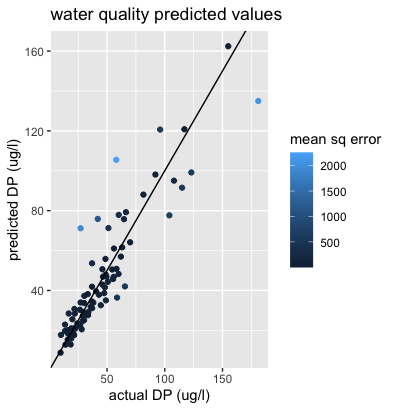 water quality predicted values
160
120
80
40
predicted DP (ug/l)
50
100
150
actual DP (ug/l)
mean sq error
2000
1500
1000
500